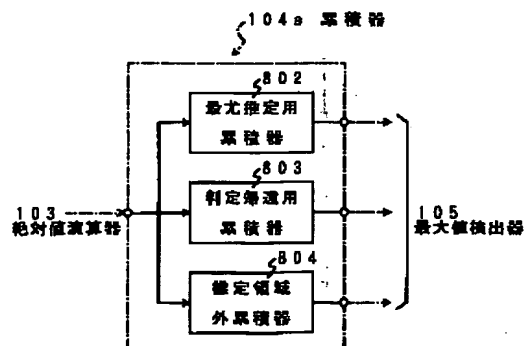 104a 累積器
802
最尤推定用
累積器
803
判定帰還用
累積器
103
絶対値演算器
105
最大値検出器
804
推定領域
外累積器